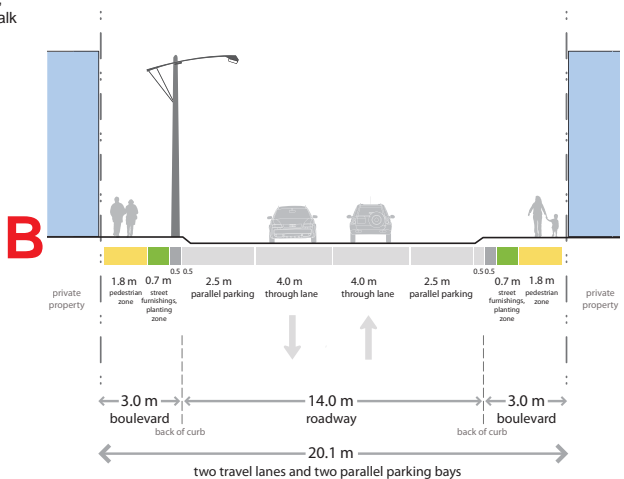 alk
B
0.5 0.5
0.5 0.5
1.8 m
pedestrian
zone
0.7 m
street
furnishings,
planting
zone
2.5 m
parallel parking
4.0 m
through lane
4.0 m
through lane
2.5 m
parallel parking
0.7 m
street
furnishings,
planting
zone
1.8 m
pedestrian
zone
private
property
private
property
3.0 m
boulevard
14.0 m
roadway
3.0 m
boulevard
back of curb
back of curb
20.1 m
two travel lanes and two parallel parking bays